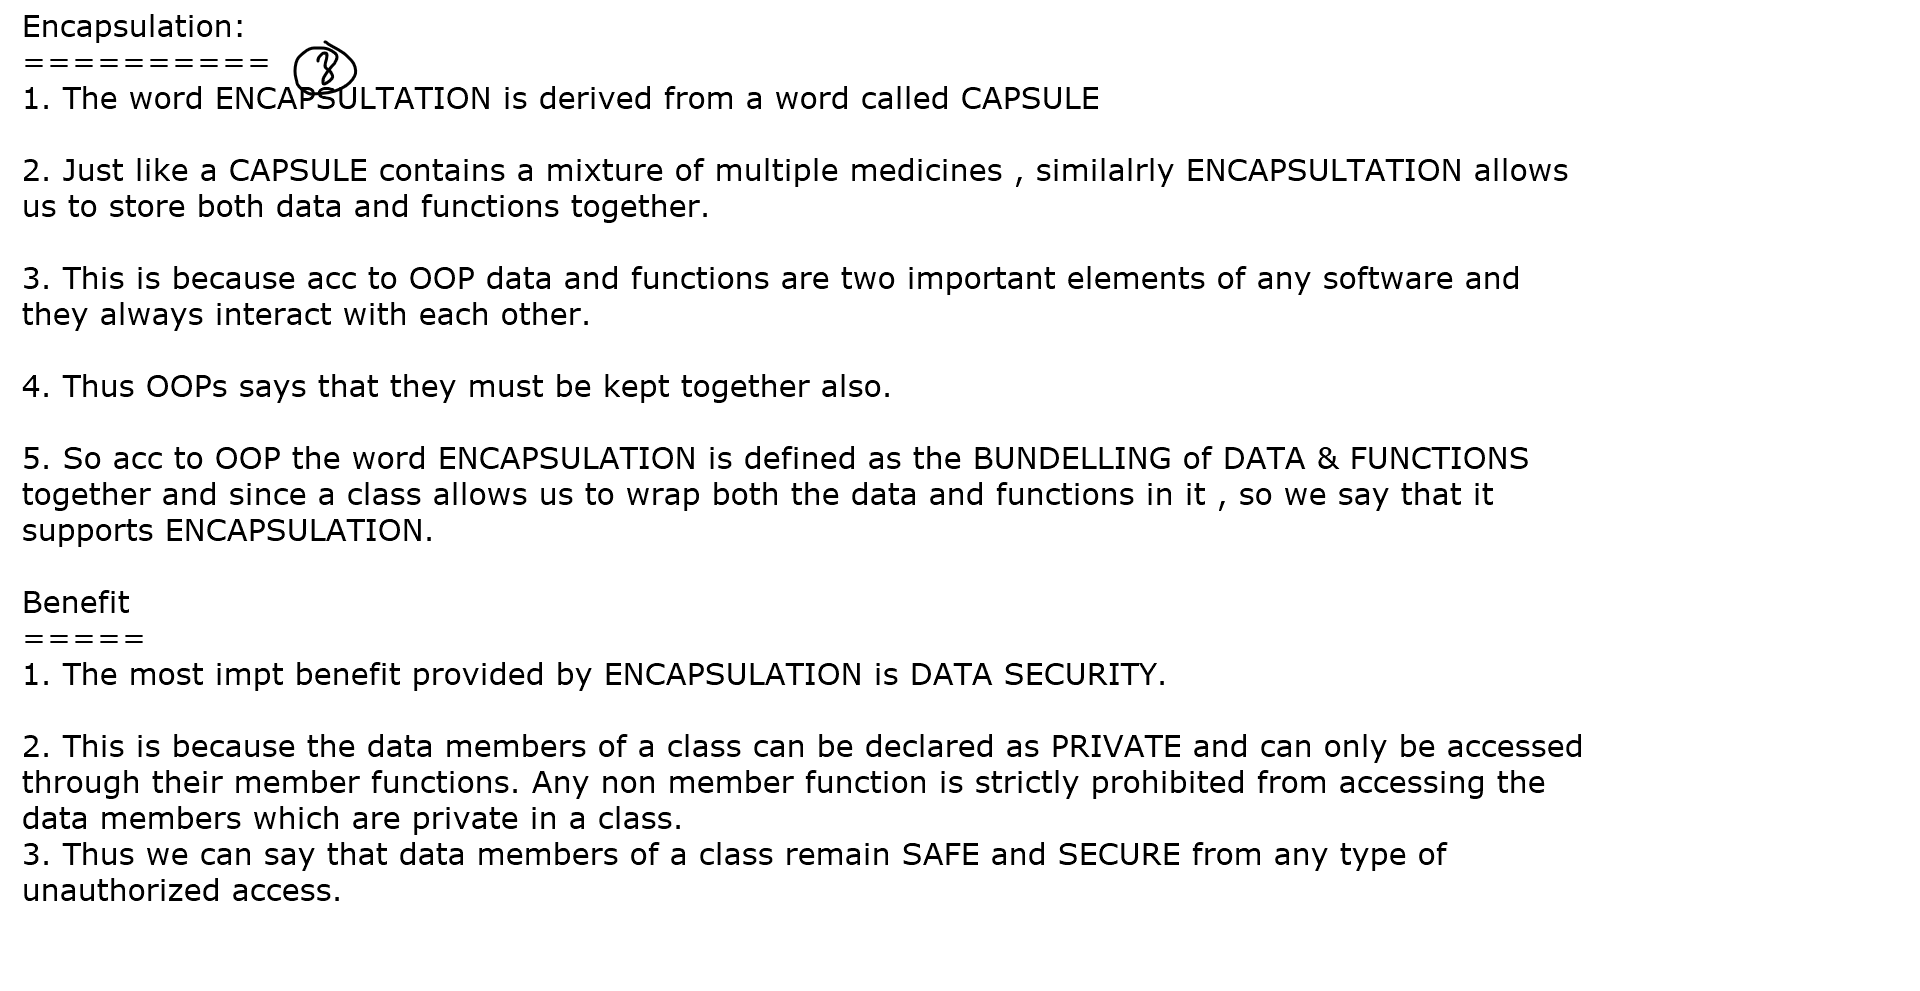 Encapsulation:
==========
8
1. The word ENCAPSULTATION is derived from a word called CAPSULE
2. Just like a CAPSULE contains a mixture of multiple medicines , similalrly ENCAPSULTATION allows
us to store both data and functions together.
3. This is because acc to OOP data and functions are two important elements of any software and
they always interact with each other.
4. Thus OOPs says that they must be kept together also.
5. So acc to OOP the word ENCAPSULATION is defined as the BUNDELLING of DATA & FUNCTIONS
together and since a class allows us to wrap both the data and functions in it , so we say that it
supports ENCAPSULATION.
Benefit
=====
1. The most impt benefit provided by ENCAPSULATION is DATA SECURITY.
2. This is because the data members of a class can be declared as PRIVATE and can only be accessed
through their member functions. Any non member function is strictly prohibited from accessing the
data members which are private in a class.
3. Thus we can say that data members of a class remain SAFE and SECURE from any type of
unauthorized access.